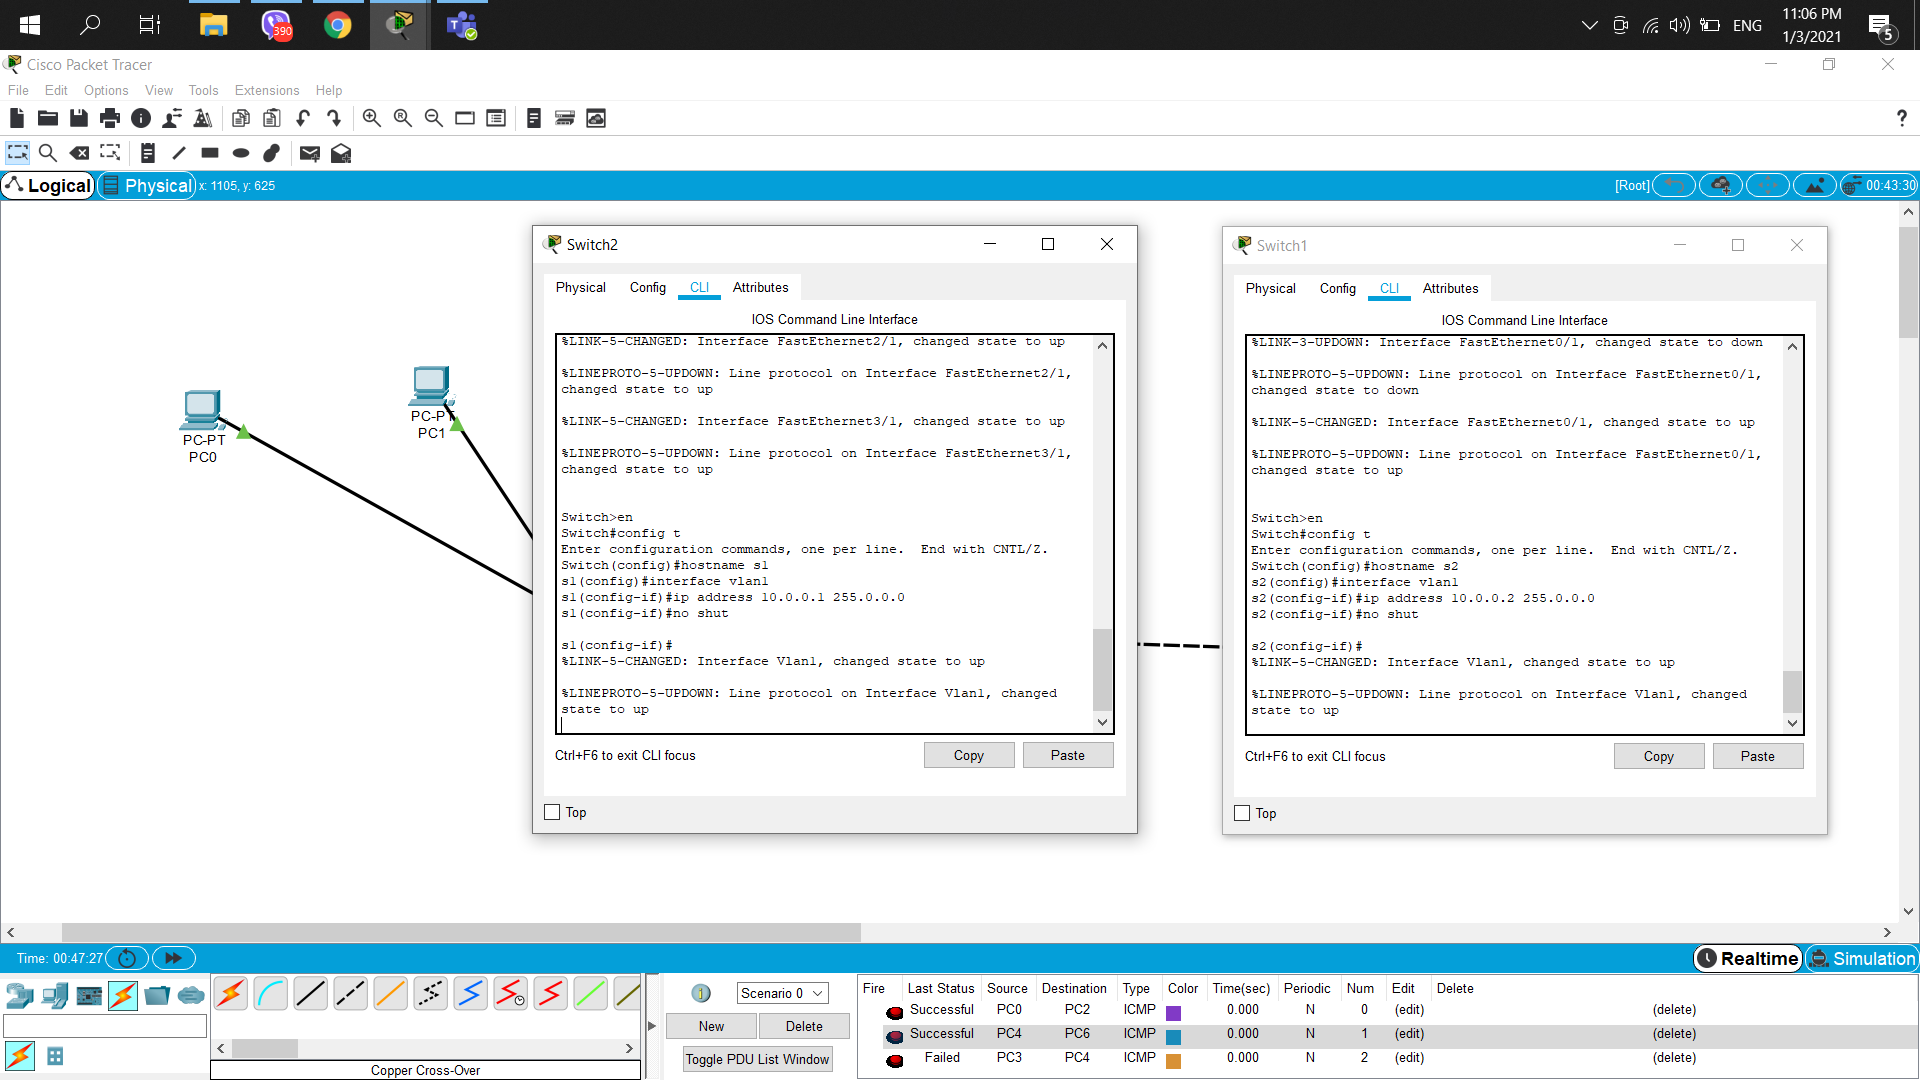 390
T
ENG
11:06 PM
1/3/2021
5
Cisco Packet Tracer
File Edit Options View Tools Extensions Help
?
Logical Physical x: 1105, y: 625 [Root] 00:43:30
PC-PT
PC0
PC-PT
PC1
Switch2
Physical Config CLI Attributes
IOS Command Line Interface
%LINK-5-CHANGED: Interface FastEthernet2/1, changed state to up
%LINEPROTO-5-UPDOWN: Line protocol on Interface FastEthernet2/1,
changed state to up
%LINK-5-CHANGED: Interface FastEthernet3/1, changed state to up
%LINEPROTO-5-UPDOWN: Line protocol on Interface FastEthernet3/1,
changed state to up
Switch>en
Switch#config t
Enter configuration commands, one per line.  End with CNTL/Z.
Switch(config)#hostname s1
s1(config)#interface vlan1
s1(config-if)#ip address 10.0.0.1 255.0.0.0
s1(config-if)#no shut
s1(config-if)#
%LINK-5-CHANGED: Interface Vlan1, changed state to up
%LINEPROTO-5-UPDOWN: Line protocol on Interface Vlan1, changed
state to up
Ctrl+F6 to exit CLI focus
Copy Paste
Top
Switch1
Physical Config CLI Attributes
IOS Command Line Interface
%LINK-3-UPDOWN: Interface FastEthernet0/1, changed state to down
%LINEPROTO-5-UPDOWN: Line protocol on Interface FastEthernet0/1,
changed state to down
%LINK-5-CHANGED: Interface FastEthernet0/1, changed state to up
%LINEPROTO-5-UPDOWN: Line protocol on Interface FastEthernet0/1,
changed state to up
Switch>en
Switch#config t
Enter configuration commands, one per line.  End with CNTL/Z.
Switch(config)#hostname s2
s2(config)#interface vlan1
s2(config-if)#ip address 10.0.0.2 255.0.0.0
s2(config-if)#no shut
s2(config-if)#
%LINK-5-CHANGED: Interface Vlan1, changed state to up
%LINEPROTO-5-UPDOWN: Line protocol on Interface Vlan1, changed
state to up
Ctrl+F6 to exit CLI focus
Copy Paste
Top
Time: 00:47:27
Realtime Simulation
Copper Cross-Over
Scenario 0
New Delete
Toggle PDU List Window
Fire Last Status Source Destination Type Color Time(sec) Periodic Num Edit Delete
Successful PC0 PC2 ICMP 0.000 N 0 (edit) (delete)
Successful PC4 PC6 ICMP 0.000 N 1 (edit) (delete)
Failed PC3 PC4 ICMP 0.000 N 2 (edit) (delete)